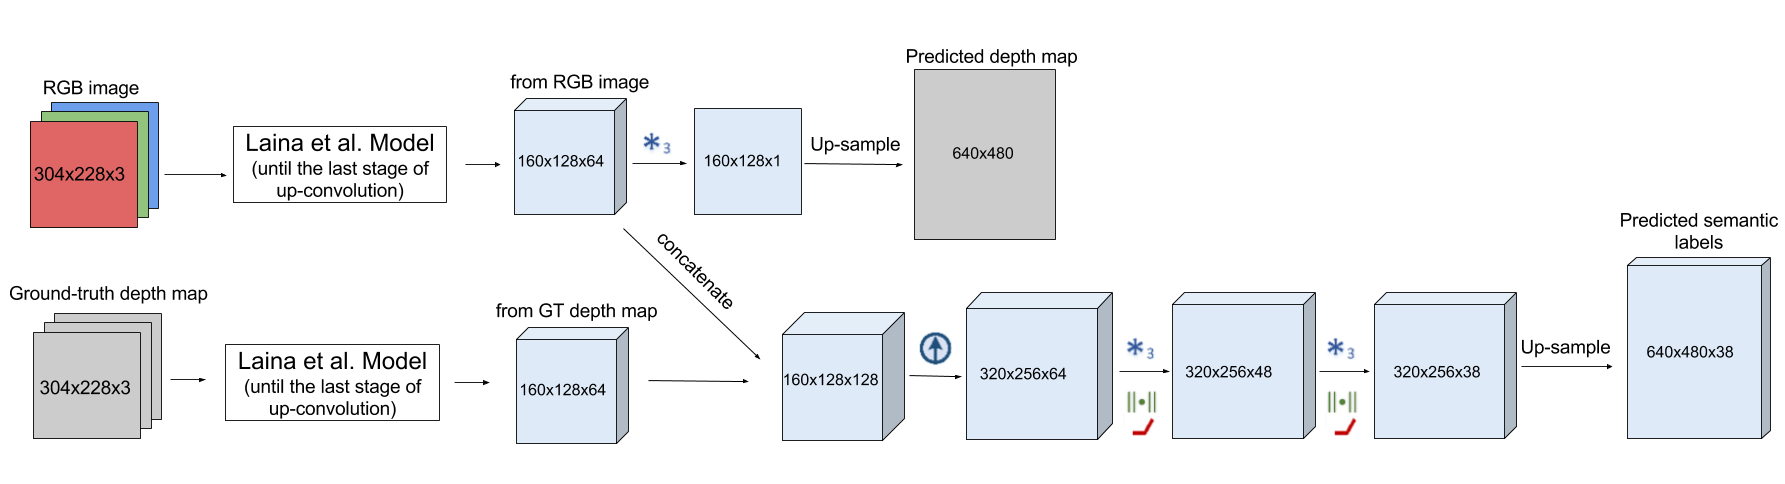 Predicted depth map
RGB image
from RGB image
304x228x3
Laina et al. Model
(until the last stage of
up-convolution)
160x128x64
*3
160x128x1
Up-sample
640x480
concatenate
Ground-truth depth map
304x228x3
Laina et al. Model
(until the last stage of
up-convolution)
from GT depth map
160x128x64
160x128x128
320x256x64
*3
||•||
320x256x48
*3
||•||
320x256x38
Up-sample
Predicted semantic
labels
640x480x38